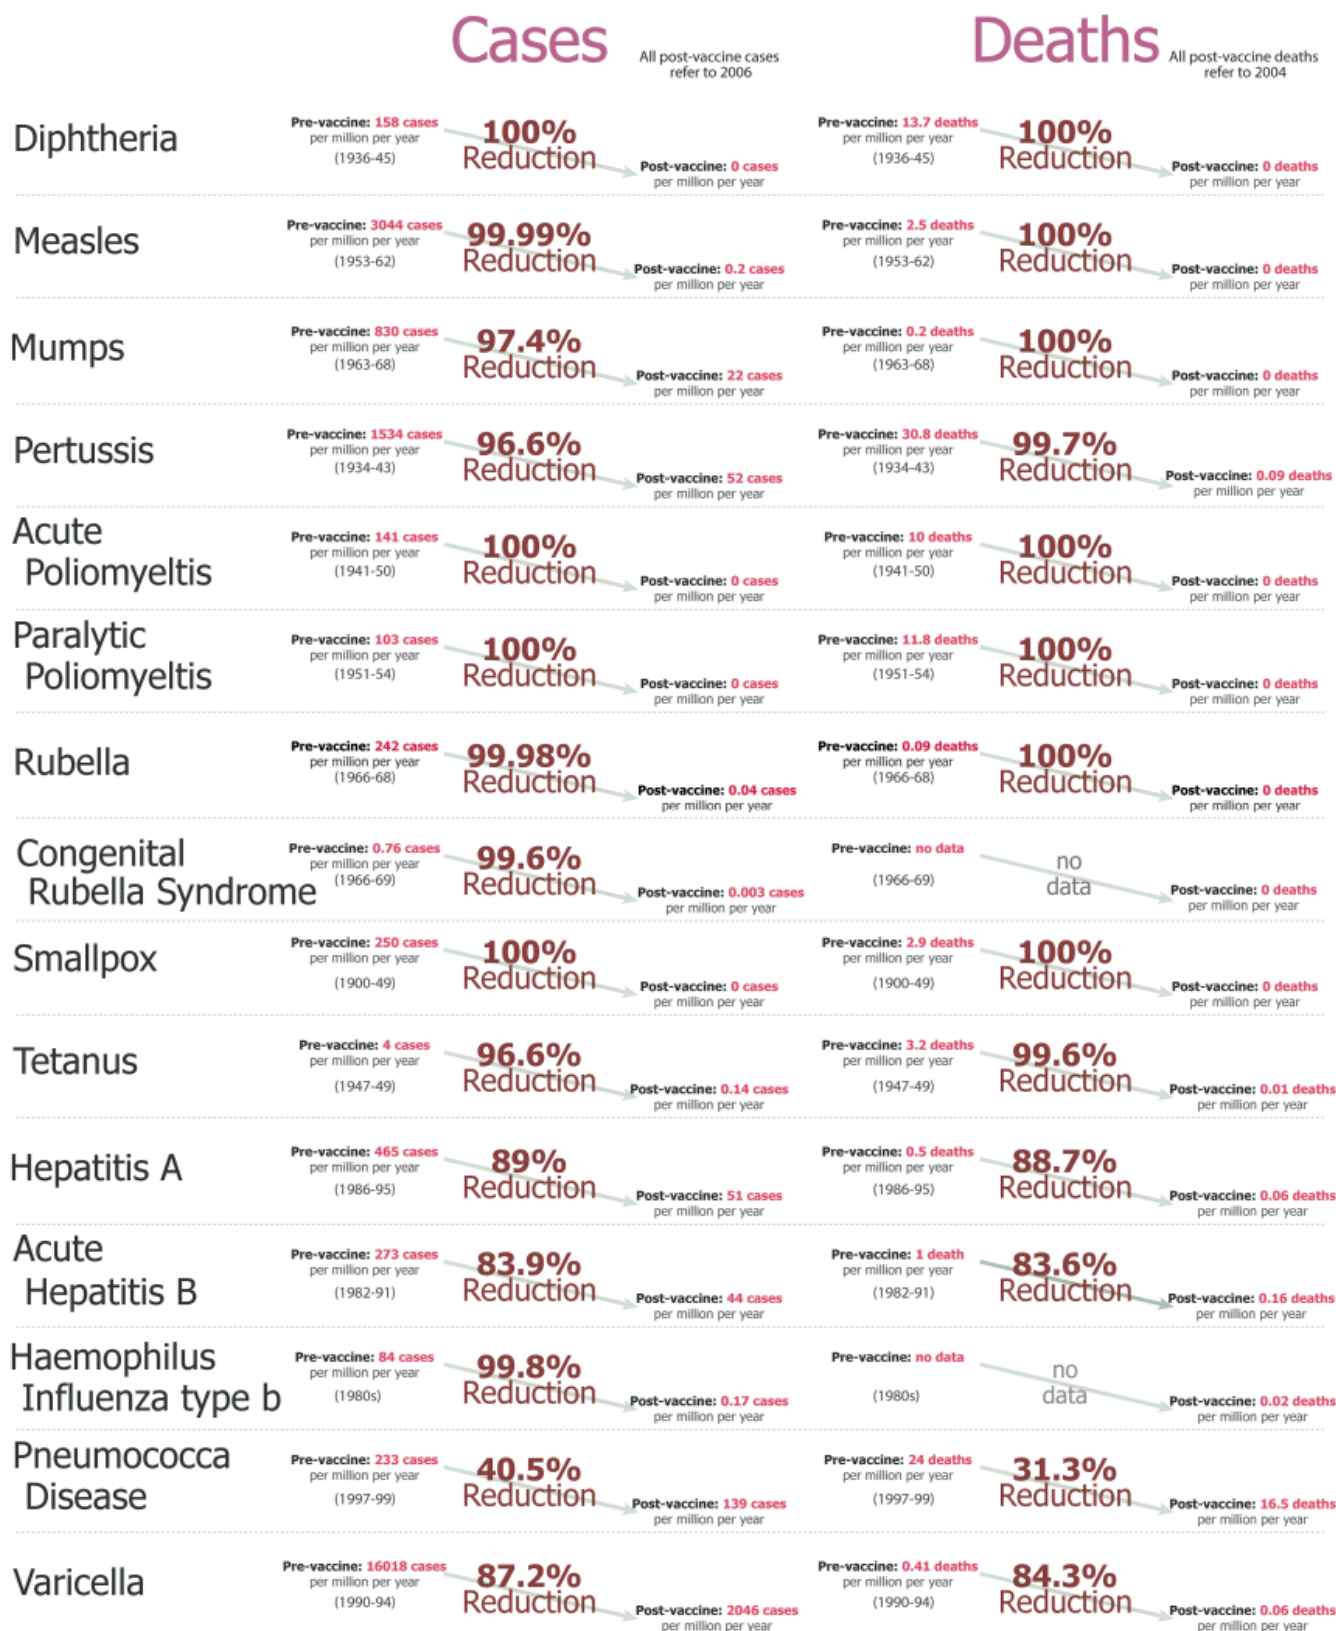 Cases
All post-vaccine cases
refer to 2006
Deaths
All post-vaccine deaths
refer to 2004
Diphtheria
Pre-vaccine: 158 cases
per million per year
(1936-45)
100%
Reduction
Post-vaccine: 0 cases
per million per year
Pre-vaccine: 13.7 deaths
per million per year
(1936-45)
100%
Reduction
Post-vaccine: 0 deaths
per million per year
Measles
Pre-vaccine: 3044 cases
per million per year
(1953-62)
99.99%
Reduction
Post-vaccine: 0.2 cases
per million per year
Pre-vaccine: 2.5 deaths
per million per year
(1953-62)
100%
Reduction
Post-vaccine: 0 deaths
per million per year
Mumps
Pre-vaccine: 830 cases
per million per year
(1963-68)
97.4%
Reduction
Post-vaccine: 22 cases
per million per year
Pre-vaccine: 0.2 deaths
per million per year
(1963-68)
100%
Reduction
Post-vaccine: 0 deaths
per million per year
Pertussis
Pre-vaccine: 1534 cases
per million per year
(1934-43)
96.6%
Reduction
Post-vaccine: 52 cases
per million per year
Pre-vaccine: 30.8 deaths
per million per year
(1934-43)
99.7%
Reduction
Post-vaccine: 0.09 deaths
per million per year
Acute
Poliomyeltis
Pre-vaccine: 141 cases
per million per year
(1941-50)
100%
Reduction
Post-vaccine: 0 cases
per million per year
Pre-vaccine: 10 deaths
per million per year
(1941-50)
100%
Reduction
Post-vaccine: 0 deaths
per million per year
Paralytic
Poliomyeltis
Pre-vaccine: 103 cases
per million per year
(1951-54)
100%
Reduction
Post-vaccine: 0 cases
per million per year
Pre-vaccine: 11.8 deaths
per million per year
(1951-54)
100%
Reduction
Post-vaccine: 0 deaths
per million per year
Rubella
Pre-vaccine: 242 cases
per million per year
(1966-68)
99.98%
Reduction
Post-vaccine: 0.04 cases
per million per year
Pre-vaccine: 0.09 deaths
per million per year
(1966-68)
100%
Reduction
Post-vaccine: 0 deaths
per million per year
Congenital
Rubella Syndrome
Pre-vaccine: 0.76 cases
per million per year
(1966-69)
99.6%
Reduction
Post-vaccine: 0.003 cases
per million per year
Pre-vaccine: no data
(1966-69)
no
data
Post-vaccine: 0 deaths
per million per year
Smallpox
Pre-vaccine: 250 cases
per million per year
(1900-49)
100%
Reduction
Post-vaccine: 0 cases
per million per year
Pre-vaccine: 2.9 deaths
per million per year
(1900-49)
100%
Reduction
Post-vaccine: 0 deaths
per million per year
Tetanus
Pre-vaccine: 4 cases
per million per year
(1947-49)
96.6%
Reduction
Post-vaccine: 0.14 cases
per million per year
Pre-vaccine: 3.2 deaths
per million per year
(1947-49)
99.6%
Reduction
Post-vaccine: 0.01 deaths
per million per year
Hepatitis A
Pre-vaccine: 465 cases
per million per year
(1986-95)
89%
Reduction
Post-vaccine: 51 cases
per million per year
Pre-vaccine: 0.5 deaths
per million per year
(1986-95)
88.7%
Reduction
Post-vaccine: 0.06 deaths
per million per year
Acute
Hepatitis B
Pre-vaccine: 273 cases
per million per year
(1982-91)
83.9%
Reduction
Post-vaccine: 44 cases
per million per year
Pre-vaccine: 1 death
per million per year
(1982-91)
83.6%
Reduction
Post-vaccine: 0.16 deaths
per million per year
Haemophilus
Influenza type b
Pre-vaccine: 84 cases
per million per year
(1980s)
99.8%
Reduction
Post-vaccine: 0.17 cases
per million per year
Pre-vaccine: no data
(1980s)
no
data
Post-vaccine: 0.02 deaths
per million per year
Pneumococca
Disease
Pre-vaccine: 233 cases
per million per year
(1997-99)
40.5%
Reduction
Post-vaccine: 139 cases
per million per year
Pre-vaccine: 24 deaths
per million per year
(1997-99)
31.3%
Reduction
Post-vaccine: 16.5 deaths
per million per year
Varicella
Pre-vaccine: 16018 cases
per million per year
(1990-94)
87.2%
Reduction
Post-vaccine: 2046 cases
per million per year
Pre-vaccine: 0.41 deaths
per million per year
(1990-94)
84.3%
Reduction
Post-vaccine: 0.06 deaths
per million per year